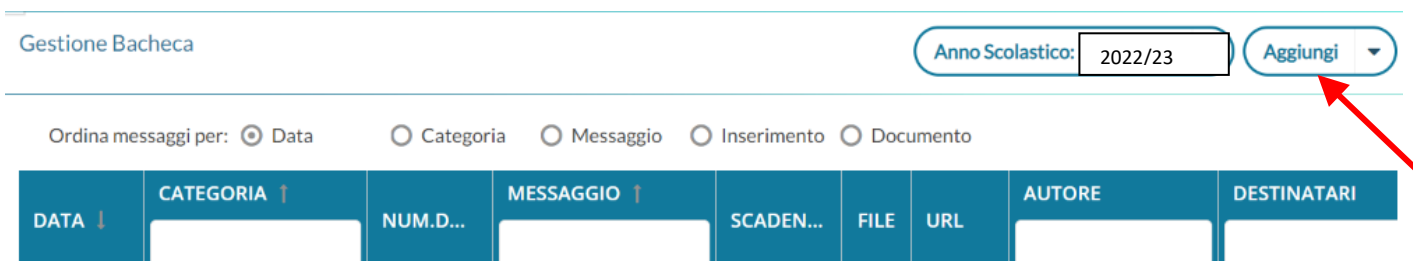 Gestione Bacheca
Anno Scolastico: 2022/23
Aggiungi
Ordina messaggi per: Data Categoria Messaggio Inserimento Documento
DATA CATEGORIA NUM.D... MESSAGGIO SCADEN... FILE URL AUTORE DESTINATARI